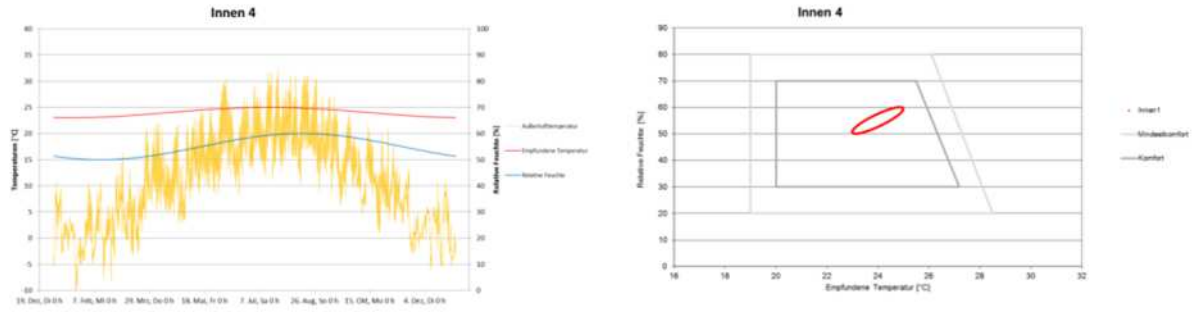 Innen 4
40
35
30
25
20
15
10
5
0
-5
-10
Temperaturen [°C]
100
90
80
70
60
50
40
30
20
10
0
Relative Feuchte [%]
19. Dez, Di 0 h
7. Feb, Mi 0 h
29. Mrz, Do 0 h
18. Mai, Fr 0 h
7. Jul, Sa 0 h
26. Aug, So 0 h
15. Okt, Mo 0 h
4. Dez, Di 0 h
Außenlufttemperatur
Empfundene Temperatur
Relative Feuchte
Innen 4
90
80
70
60
50
40
30
20
10
0
Relative Feuchte [%]
16 18 20 22 24 26 28 30 32
Empfundene Temperatur [°C]
Innen1
Mindestkomfort
Komfort